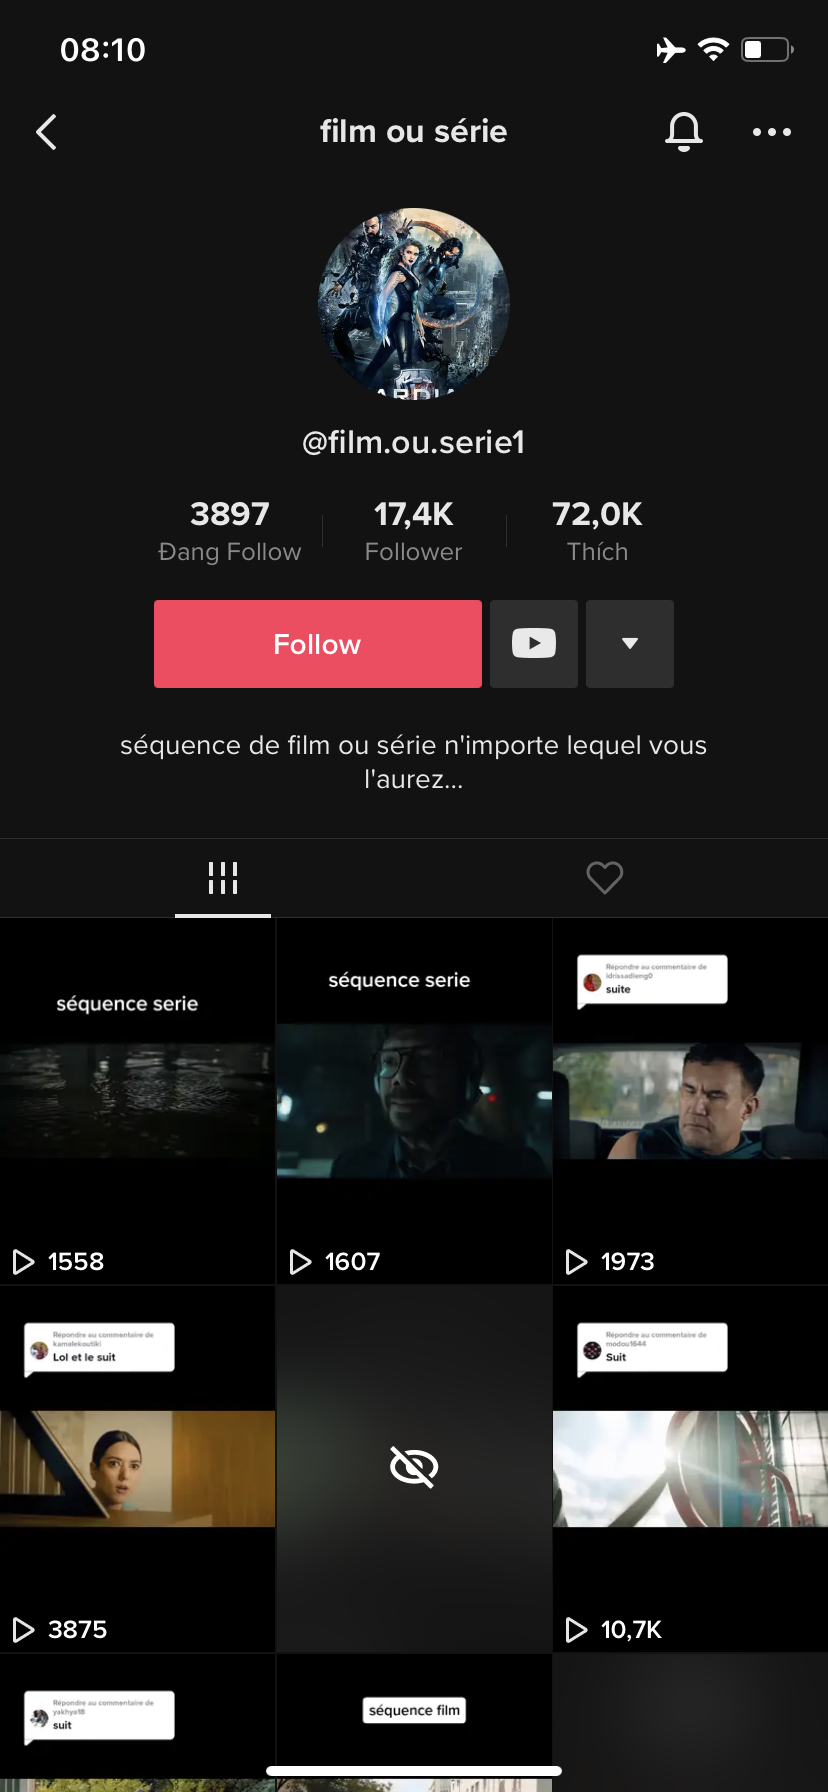 08:10
film ou série
ARDIA
@film.ou.serie1
3897
17,4K
72,0K
Đang Follow
Follower
Thích
Follow
séquence de film ou série n'importe lequel vous
l'aurez...
séquence serie
séquence serie
Répondre au commentaire de
idrissadieng0
suite
1558
1607
1973
Répondre au commentaire de
kamalekoutiki
Lol et le suit
Répondre au commentaire de
modou1644
Suit
3875
10,7K
Répondre au commentaire de
yakhya18
suit
séquence film